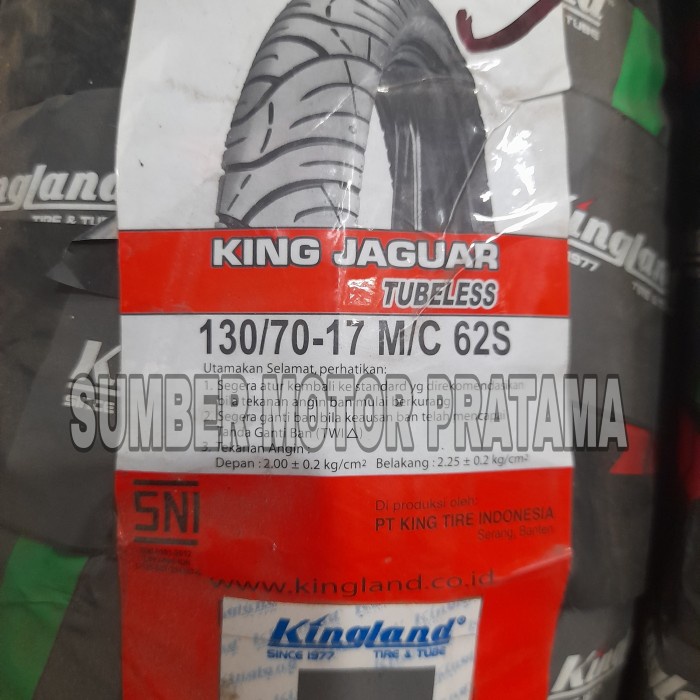 TUBE
ngland
TIRE & TUBE
Kingland
1977
KING JAGUAR
TUBELESS
130/70-17 M/C 62S
Utamakan Selamat, perhatikan:
1. Segera atur kembali ke standard yg direkomendasikan
bila tekanan angin ban mulai berkurang
2. Segera ganti ban bila keausan ban telah mencapai
Tanda Ganti Ban (TWI△)
3. Tekanan Angin
Depan : 2.00 ± 0.2 kg/cm² Belakang : 2.25 ± 0.2 kg/cm²
SUMBER MOTOR PRATAMA
SNI
Di produksi oleh:
PT KING TIRE INDONESIA
Serang, Banten
www.kingland.co.id
Kingland®
SINCE 1977 TIRE & TUBE